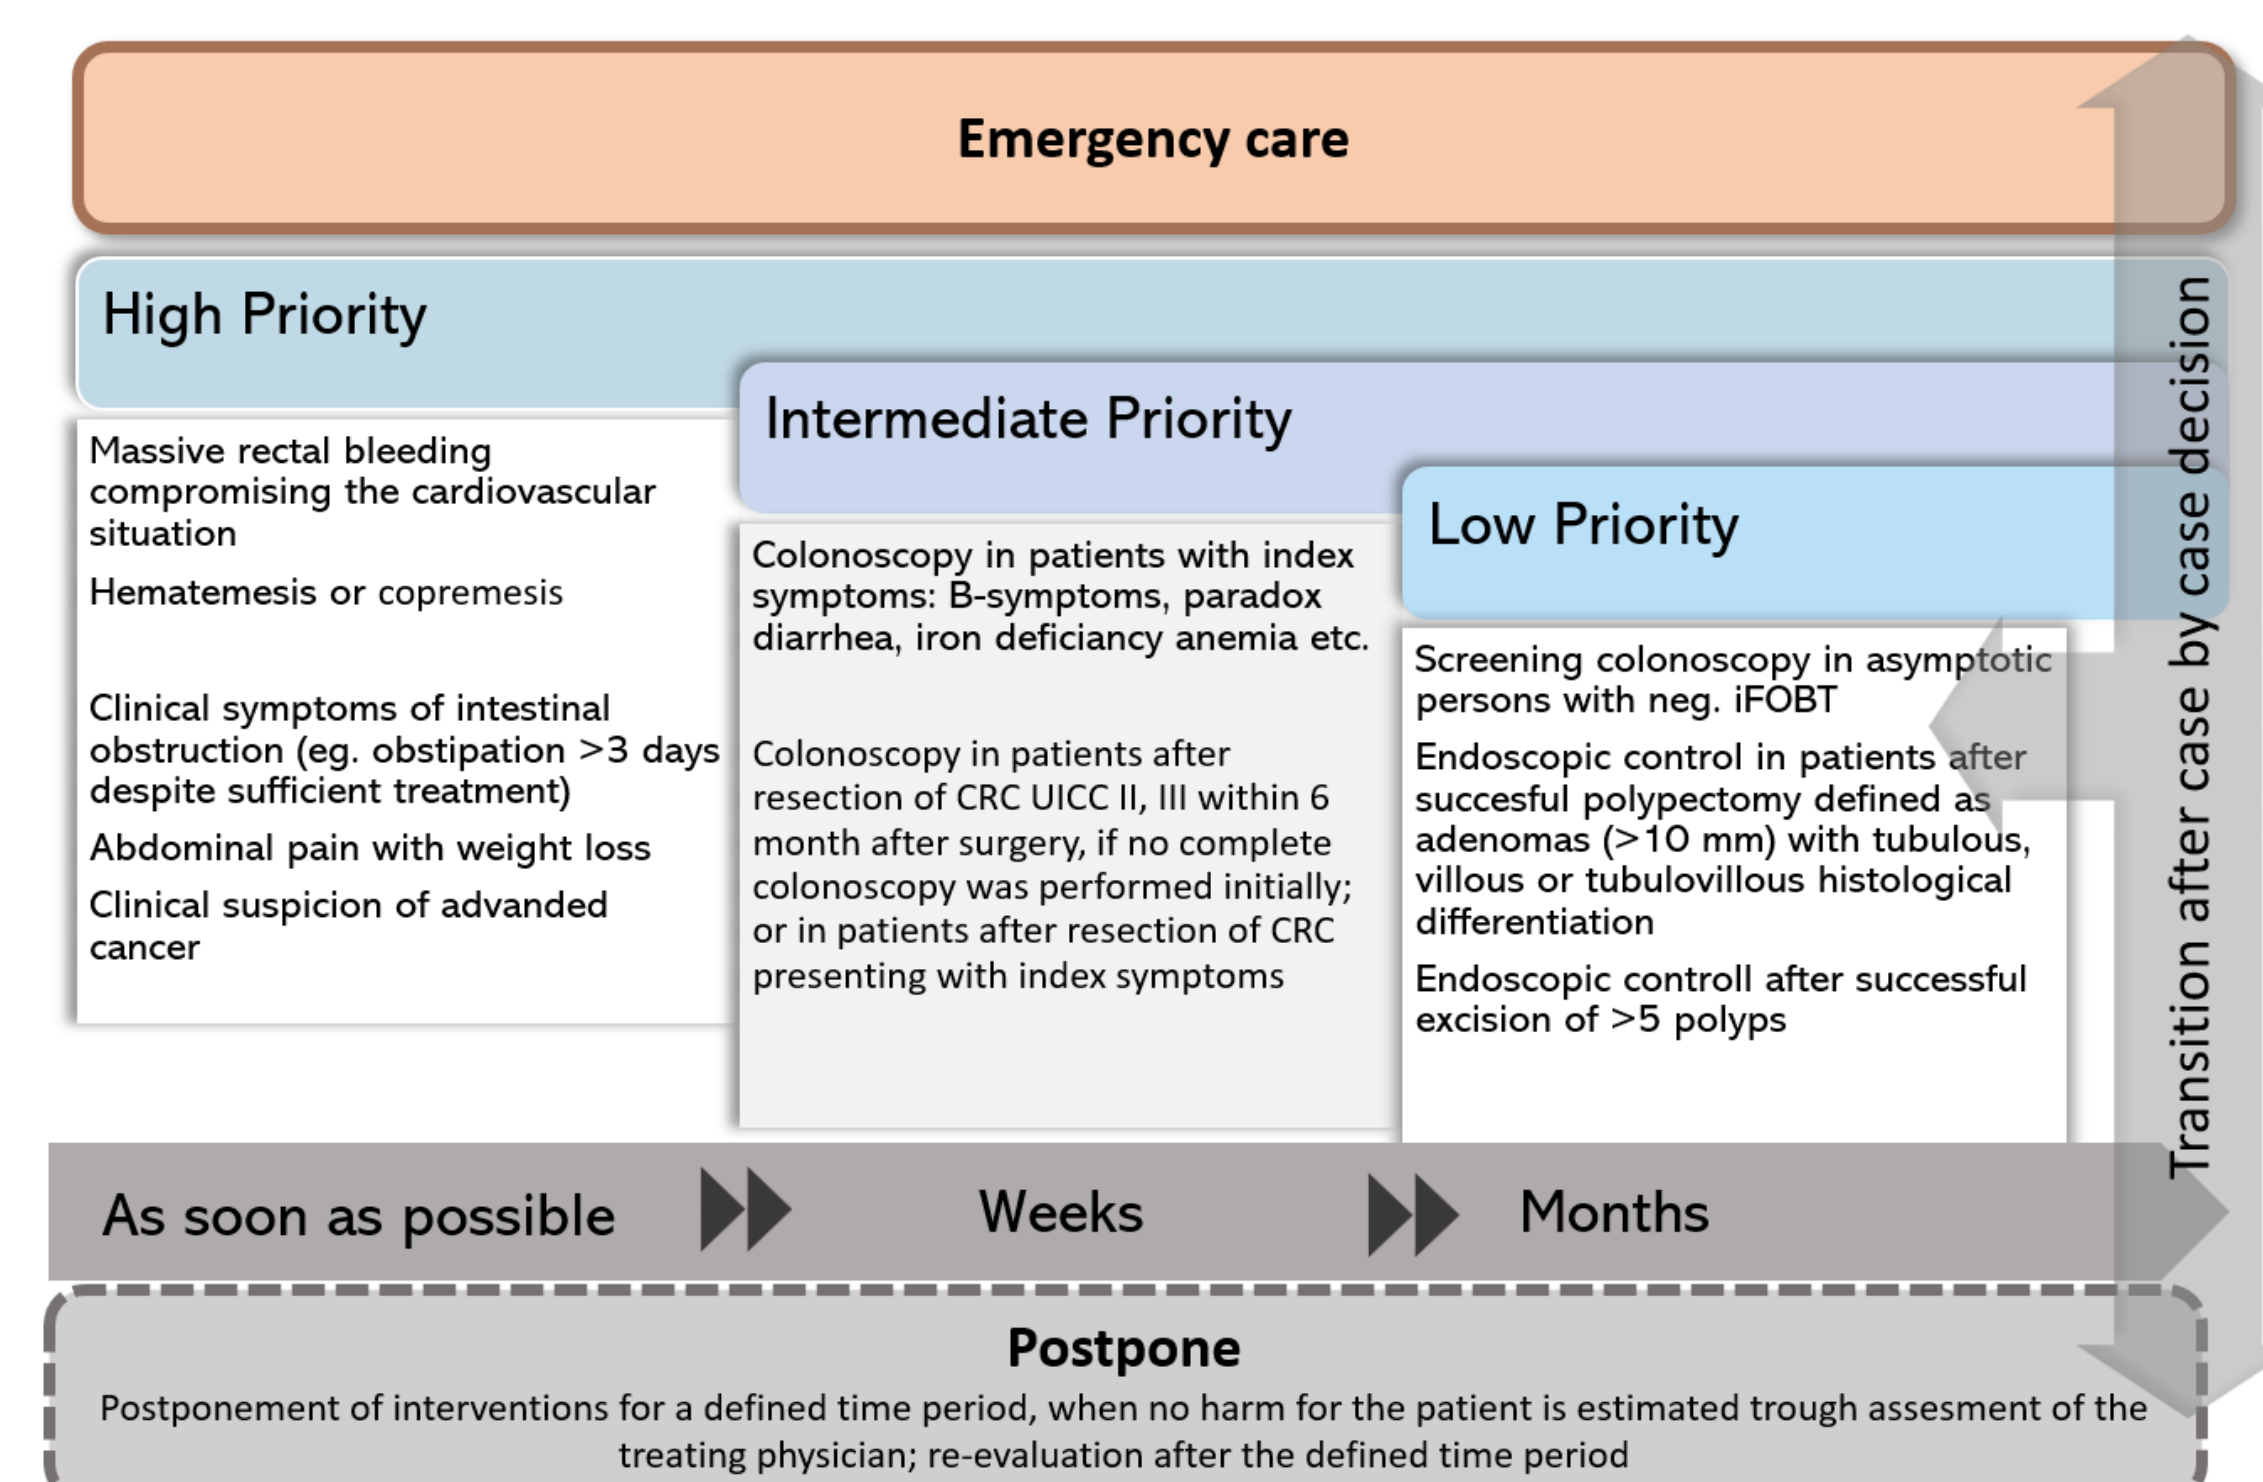 Emergency care
High Priority
Massive rectal bleeding
compromising the cardiovascular
situation
Hematemesis or copremesis
Clinical symptoms of intestinal
obstruction (eg. obstipation >3 days
despite sufficient treatment)
Abdominal pain with weight loss
Clinical suspicion of advanded
cancer
Intermediate Priority
Colonoscopy in patients with index
symptoms: B-symptoms, paradox
diarrhea, iron deficiancy anemia etc.
Colonoscopy in patients after
resection of CRC UICC II, III within 6
month after surgery, if no complete
colonoscopy was performed initially;
or in patients after resection of CRC
presenting with index symptoms
Low Priority
Screening colonoscopy in asymptotic
persons with neg. iFOBT
Endoscopic control in patients after
succesful polypectomy defined as
adenomas (>10 mm) with tubulous,
villous or tubulovillous histological
differentiation
Endoscopic controll after successful
excision of >5 polyps
Transition after case by case decision
As soon as possible
Weeks
Months
Postpone
Postponement of interventions for a defined time period, when no harm for the patient is estimated trough assesment of the
treating physician; re-evaluation after the defined time period